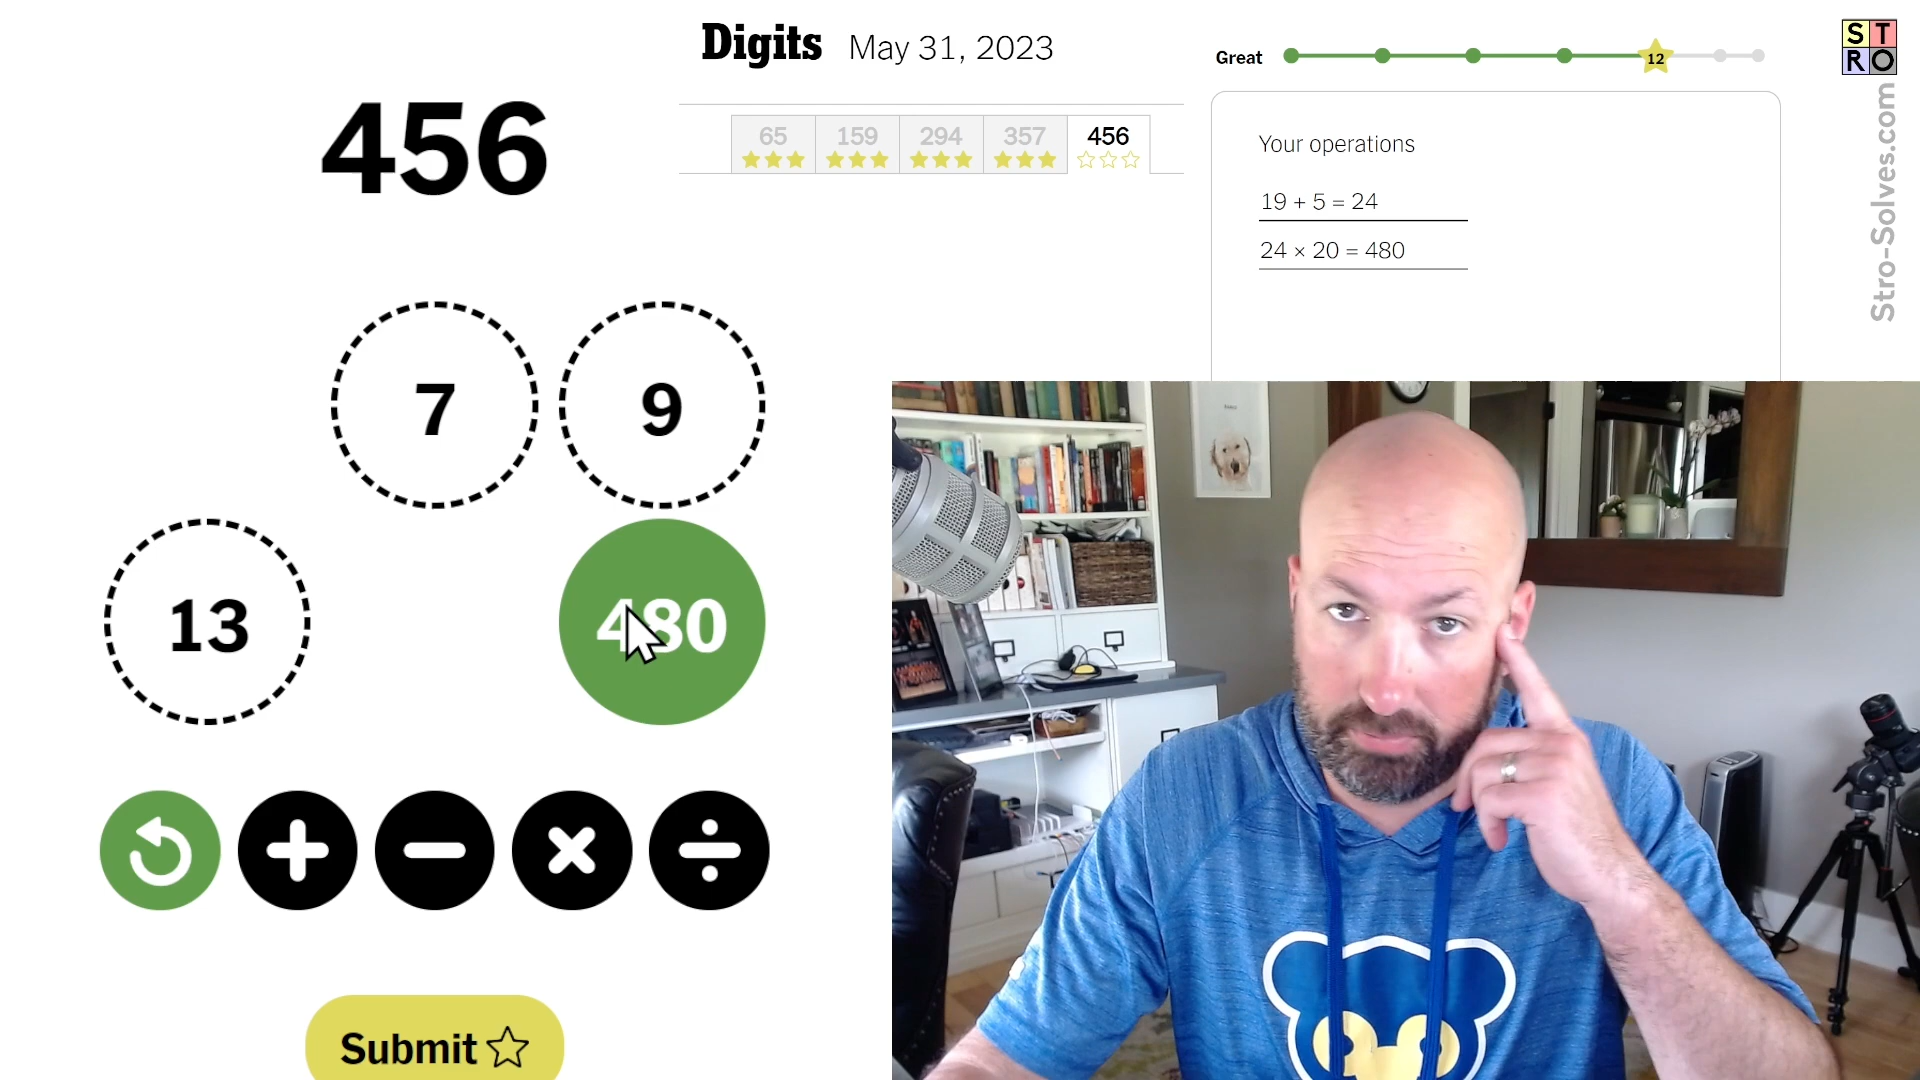 Digits May 31, 2023
Great
12
S T
R O
Stro-Solves.com
456
65 159 294 357 456
Your operations
19 + 5 = 24
24 × 20 = 480
7 9
13 480
Submit